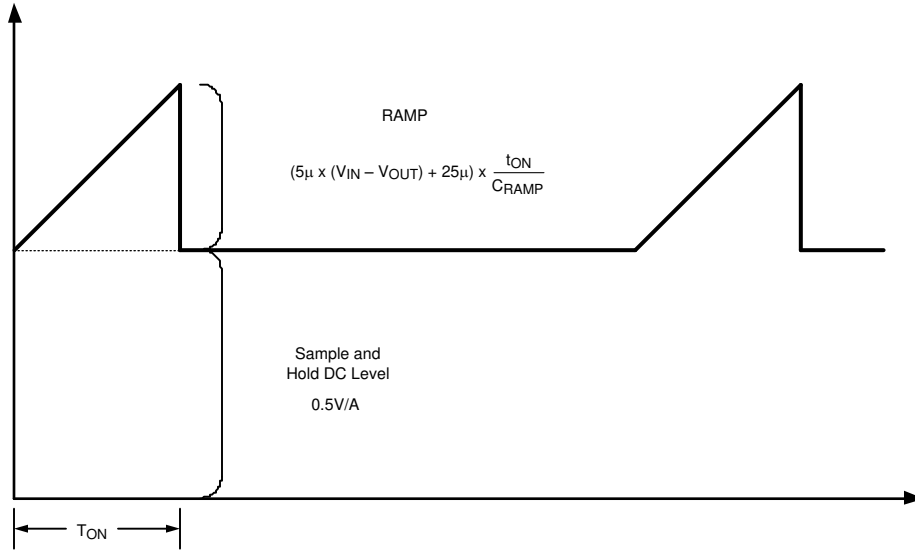 RAMP
(5μ x (VIN – VOUT) + 25μ) x tON
CRAMP
Sample and
Hold DC Level
0.5V/A
TON